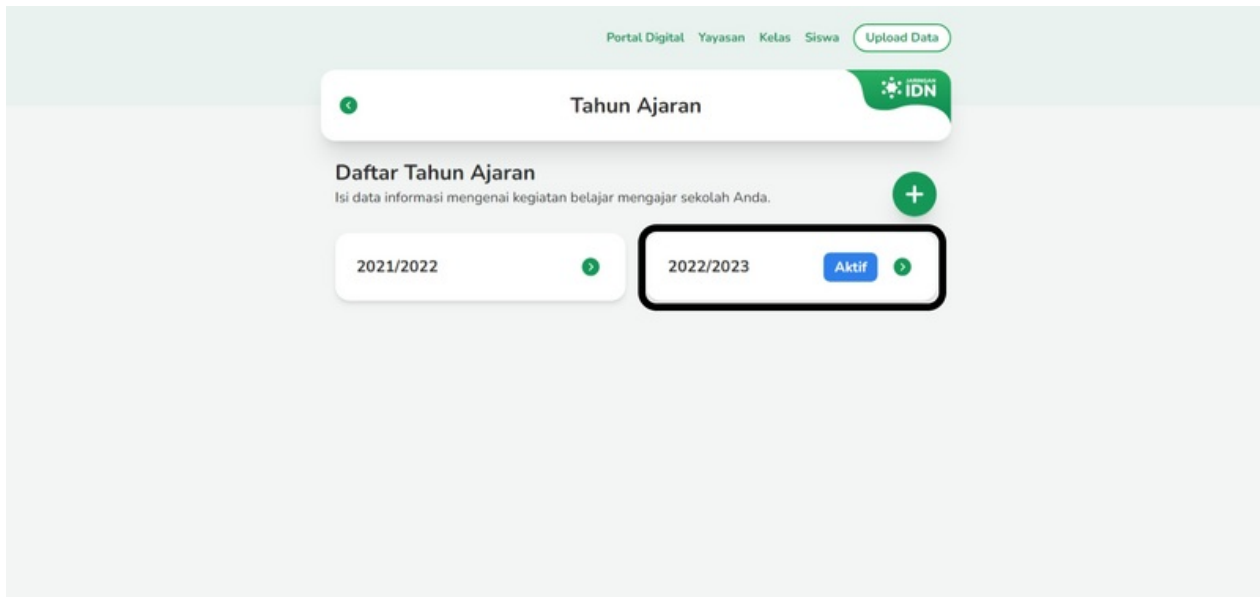 Portal Digital Yayasan Kelas Siswa Upload Data
JARINGAN
IDN
Tahun Ajaran
Daftar Tahun Ajaran
Isi data informasi mengenai kegiatan belajar mengajar sekolah Anda.
2021/2022
2022/2023 Aktif